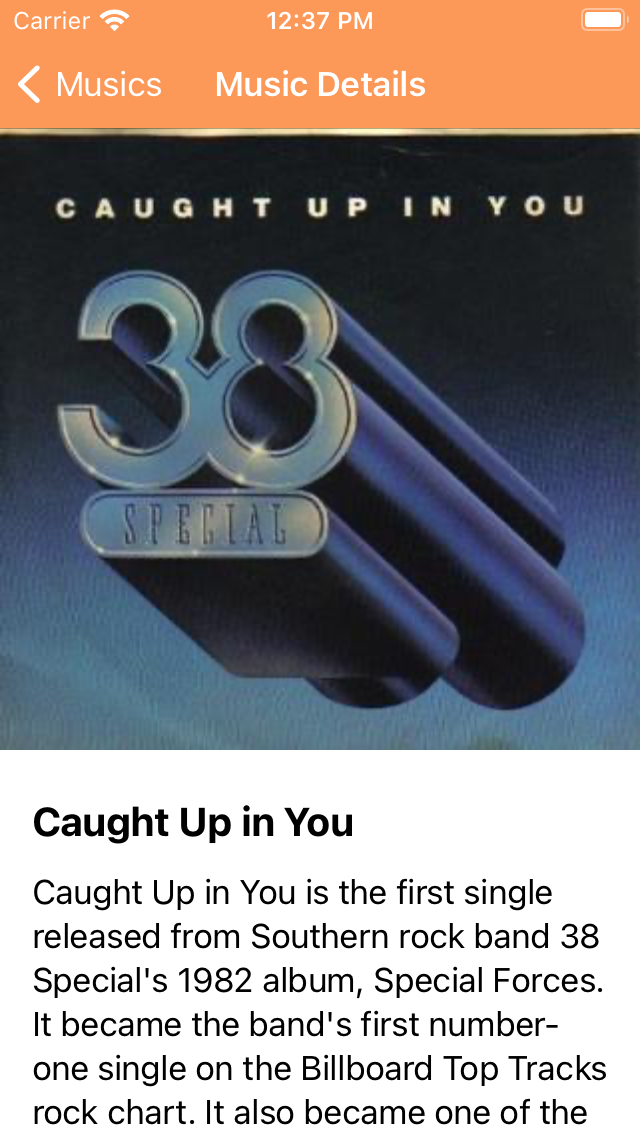 Carrier 12:37 PM
Musics Music Details
CAUGHT UP IN YOU
38
SPECIAL
Caught Up in You
Caught Up in You is the first single
released from Southern rock band 38
Special's 1982 album, Special Forces.
It became the band's first number-
one single on the Billboard Top Tracks
rock chart. It also became one of the